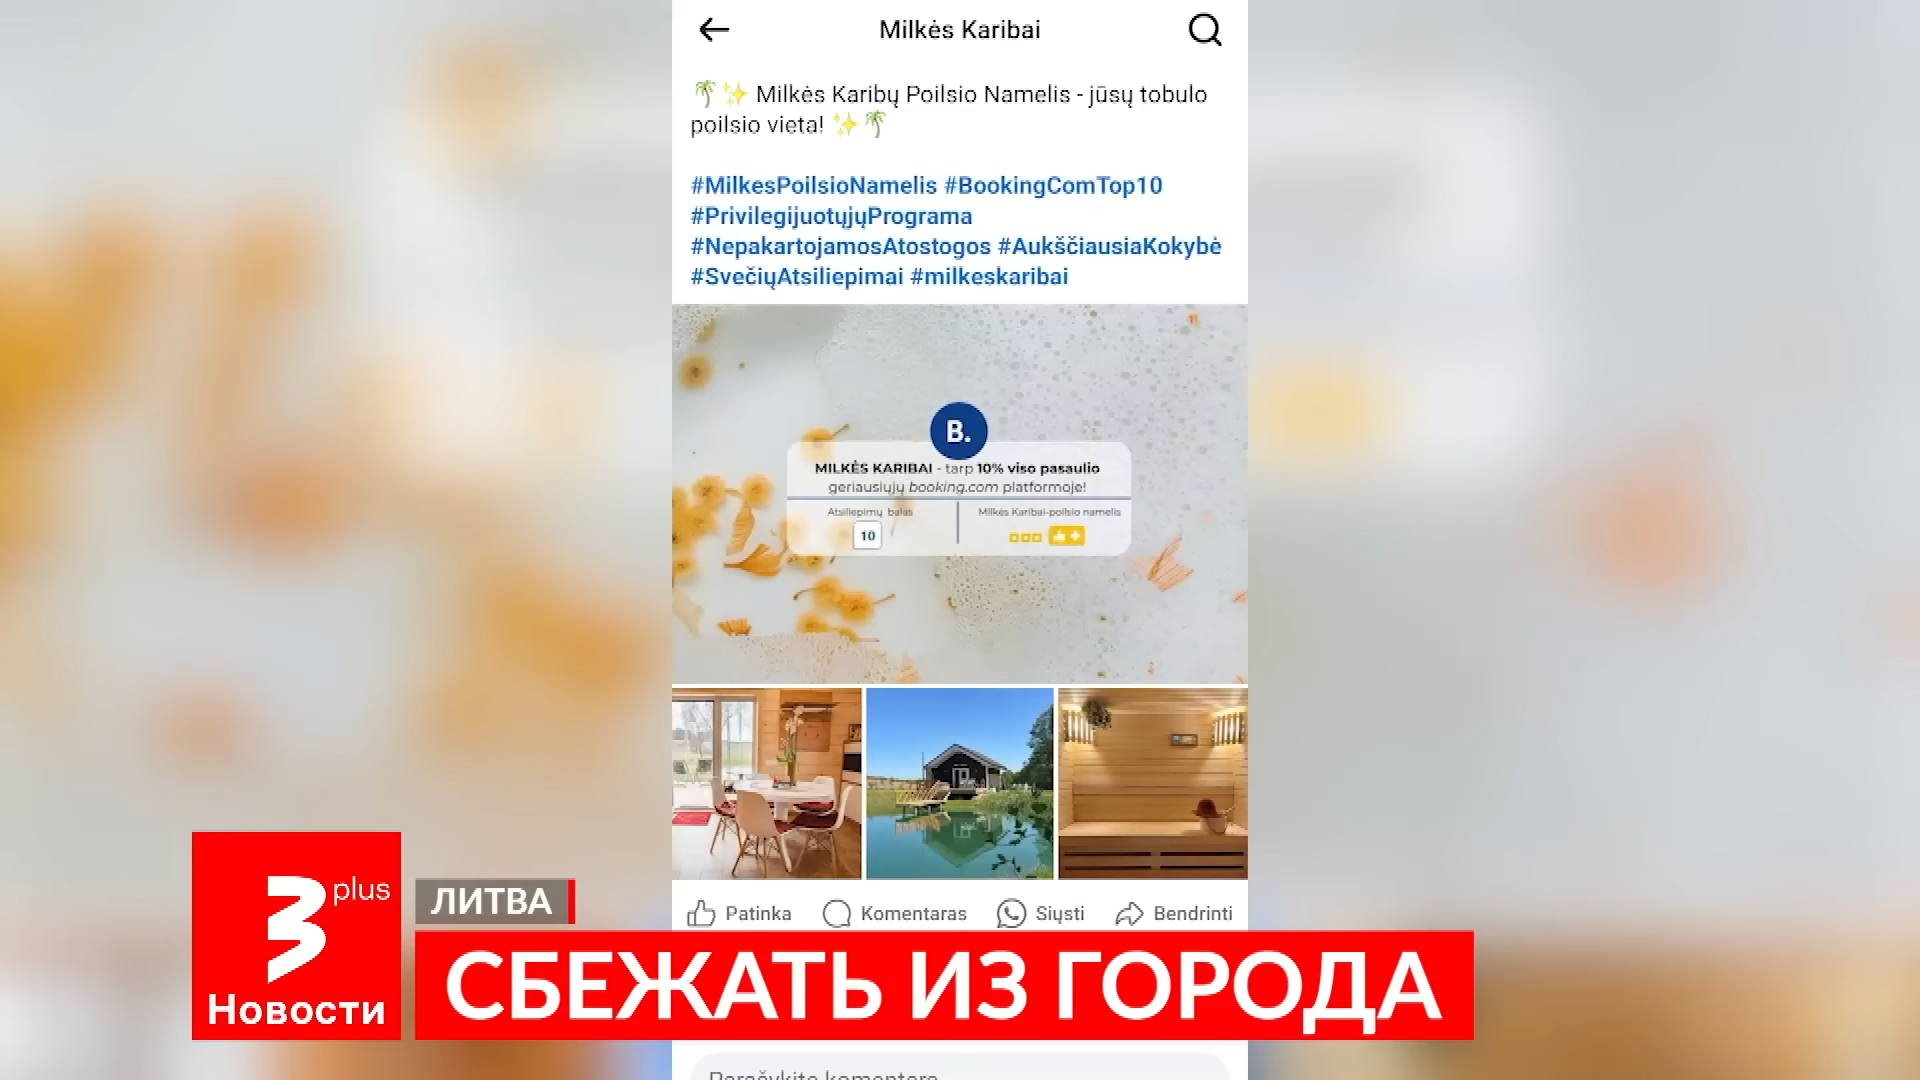 Milkės Karibai
🌴✨ Milkės Karibų Poilsio Namelis - jūsų tobulo
poilsio vieta! ✨🌴
#MilkesPoilsioNamelis #BookingComTop10
#PrivilegijuotųjųPrograma
#NepakartojamosAtostogos #AukščiausiaKokybė
#SvečiųAtsiliepimai #milkeskaribai
B.
MILKĖS KARIBAI - tarp 10% viso pasaulio
geriausiųjų booking.com platformoje!
Atsiliepimų balas
10
Milkės Karibai-poilsio namelis
Patinka Komentaras Siųsti Bendrinti
3 plus
Новости
ЛИТВА
СБЕЖАТЬ ИЗ ГОРОДА